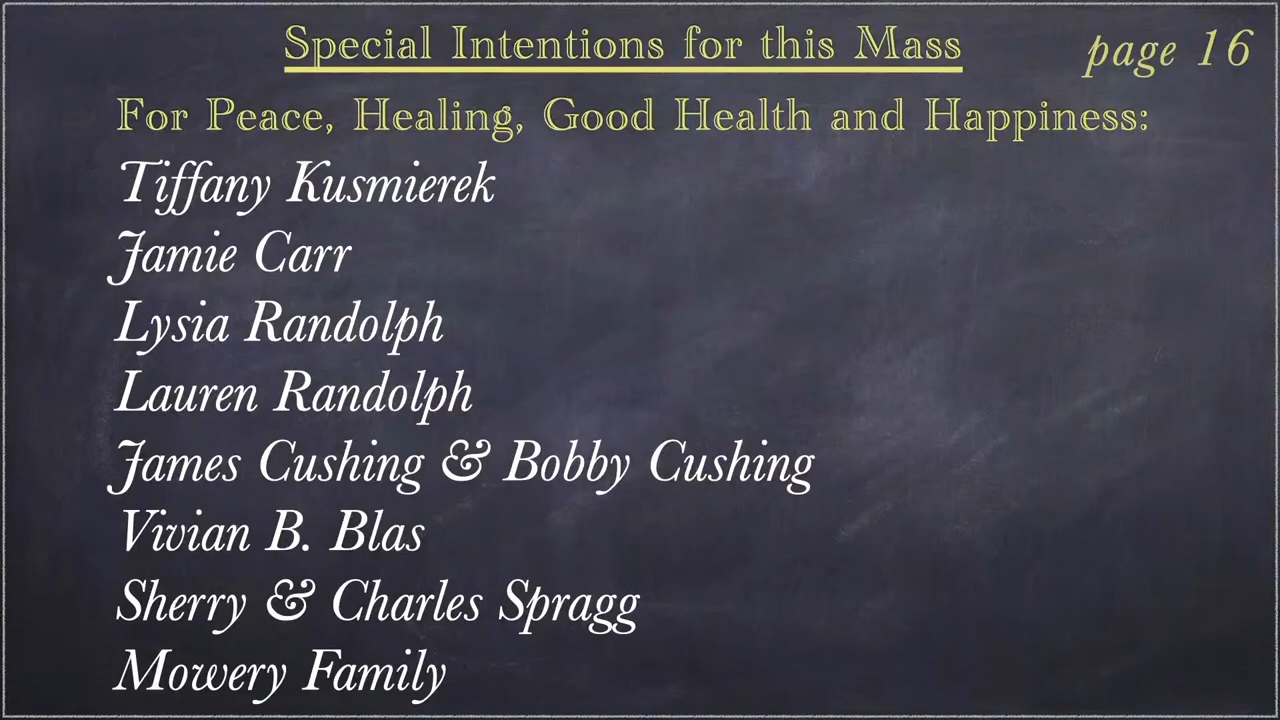 Special Intentions for this Mass
page 16
For Peace, Healing, Good Health and Happiness:
Tiffany Kusmierek
Jamie Carr
Lysia Randolph
Lauren Randolph
James Cushing & Bobby Cushing
Vivian B. Blas
Sherry & Charles Spragg
Mowery Family